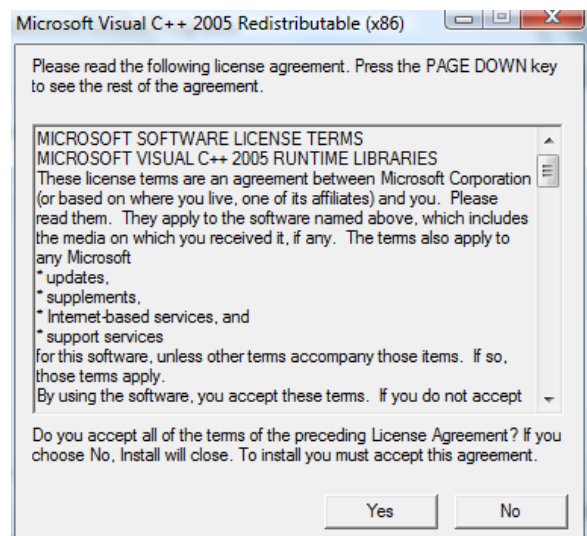 Microsoft Visual C++ 2005 Redistributable (x86)
Please read the following license agreement. Press the PAGE DOWN key
to see the rest of the agreement.
MICROSOFT SOFTWARE LICENSE TERMS
MICROSOFT VISUAL C++ 2005 RUNTIME LIBRARIES
These license terms are an agreement between Microsoft Corporation
(or based on where you live, one of its affiliates) and you.  Please
read them.  They apply to the software named above, which includes
the media on which you received it, if any.  The terms also apply to
any Microsoft
* updates,
* supplements,
* Internet-based services, and
* support services
for this software, unless other terms accompany those items.  If so,
those terms apply.
By using the software, you accept these terms.  If you do not accept
Do you accept all of the terms of the preceding License Agreement? If you
choose No, Install will close. To install you must accept this agreement.
Yes No